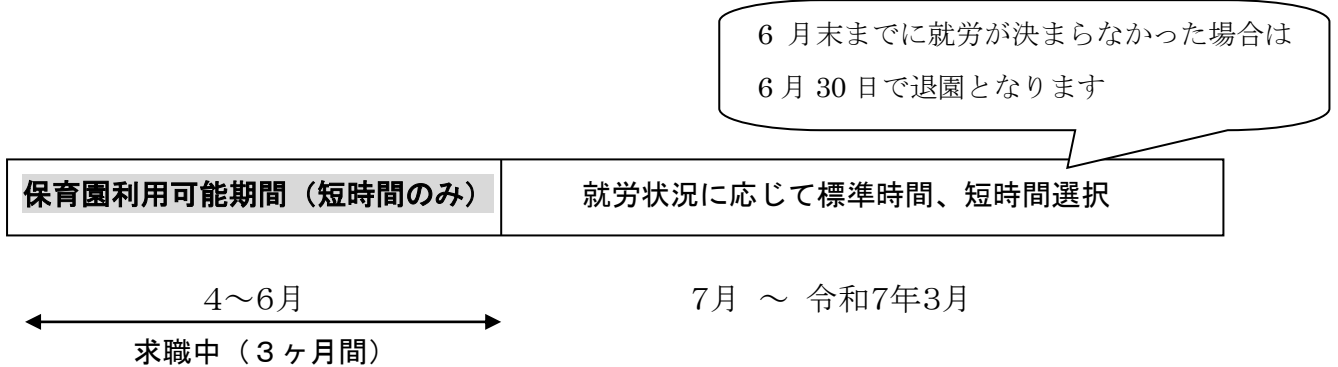 6 月末までに就労が決まらなかった場合は
6月 30 日で退園となります
保育園利用可能期間（短時間のみ） 就労状況に応じて標準時間、短時間選択
4～6月 7月 ～ 令和7年3月
求職中（３ヶ月間）